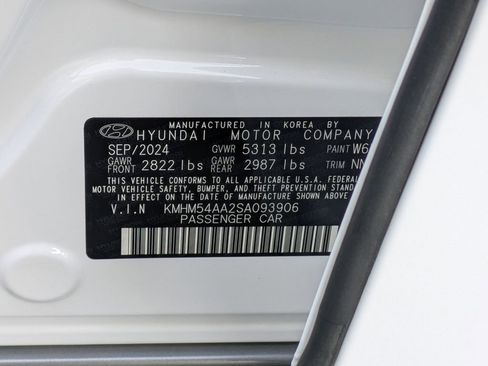 MANUFACTURED IN KOREA BY
HYUNDAI MOTOR COMPANY
SEP/2024 GVWR 5313 lbs PAINT W6
GAWR FRONT 2822 lbs GAWR REAR 2987 lbs TRIM NN
THIS VEHICLE CONFORMS TO ALL APPLICABLE FEDERAL
MOTOR VEHICLE SAFETY, BUMPER, AND THEFT
STANDARDS IN EFFECT ON THE DATE OF MANUFACTURE SHOWN ABOVE
V.I.N KMHM54AA2SA093906
PASSENGER CAR